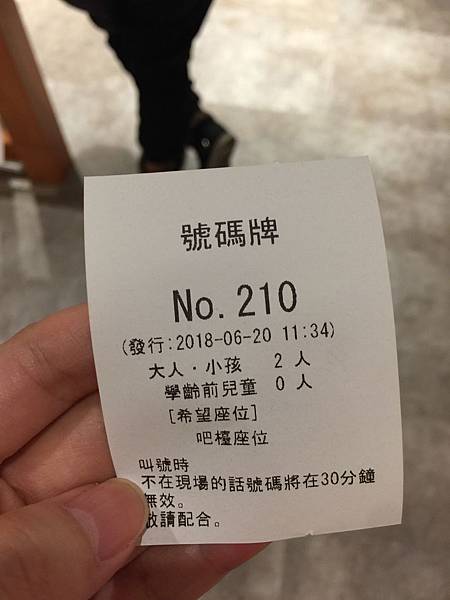 號碼牌
No. 210
(發行:2018-06-20 11:34)
大人・小孩 2 人
學齡前兒童 0 人
[希望座位]
吧檯座位
叫號時
不在現場的話號碼將在30分鐘
無效。
敬請配合。